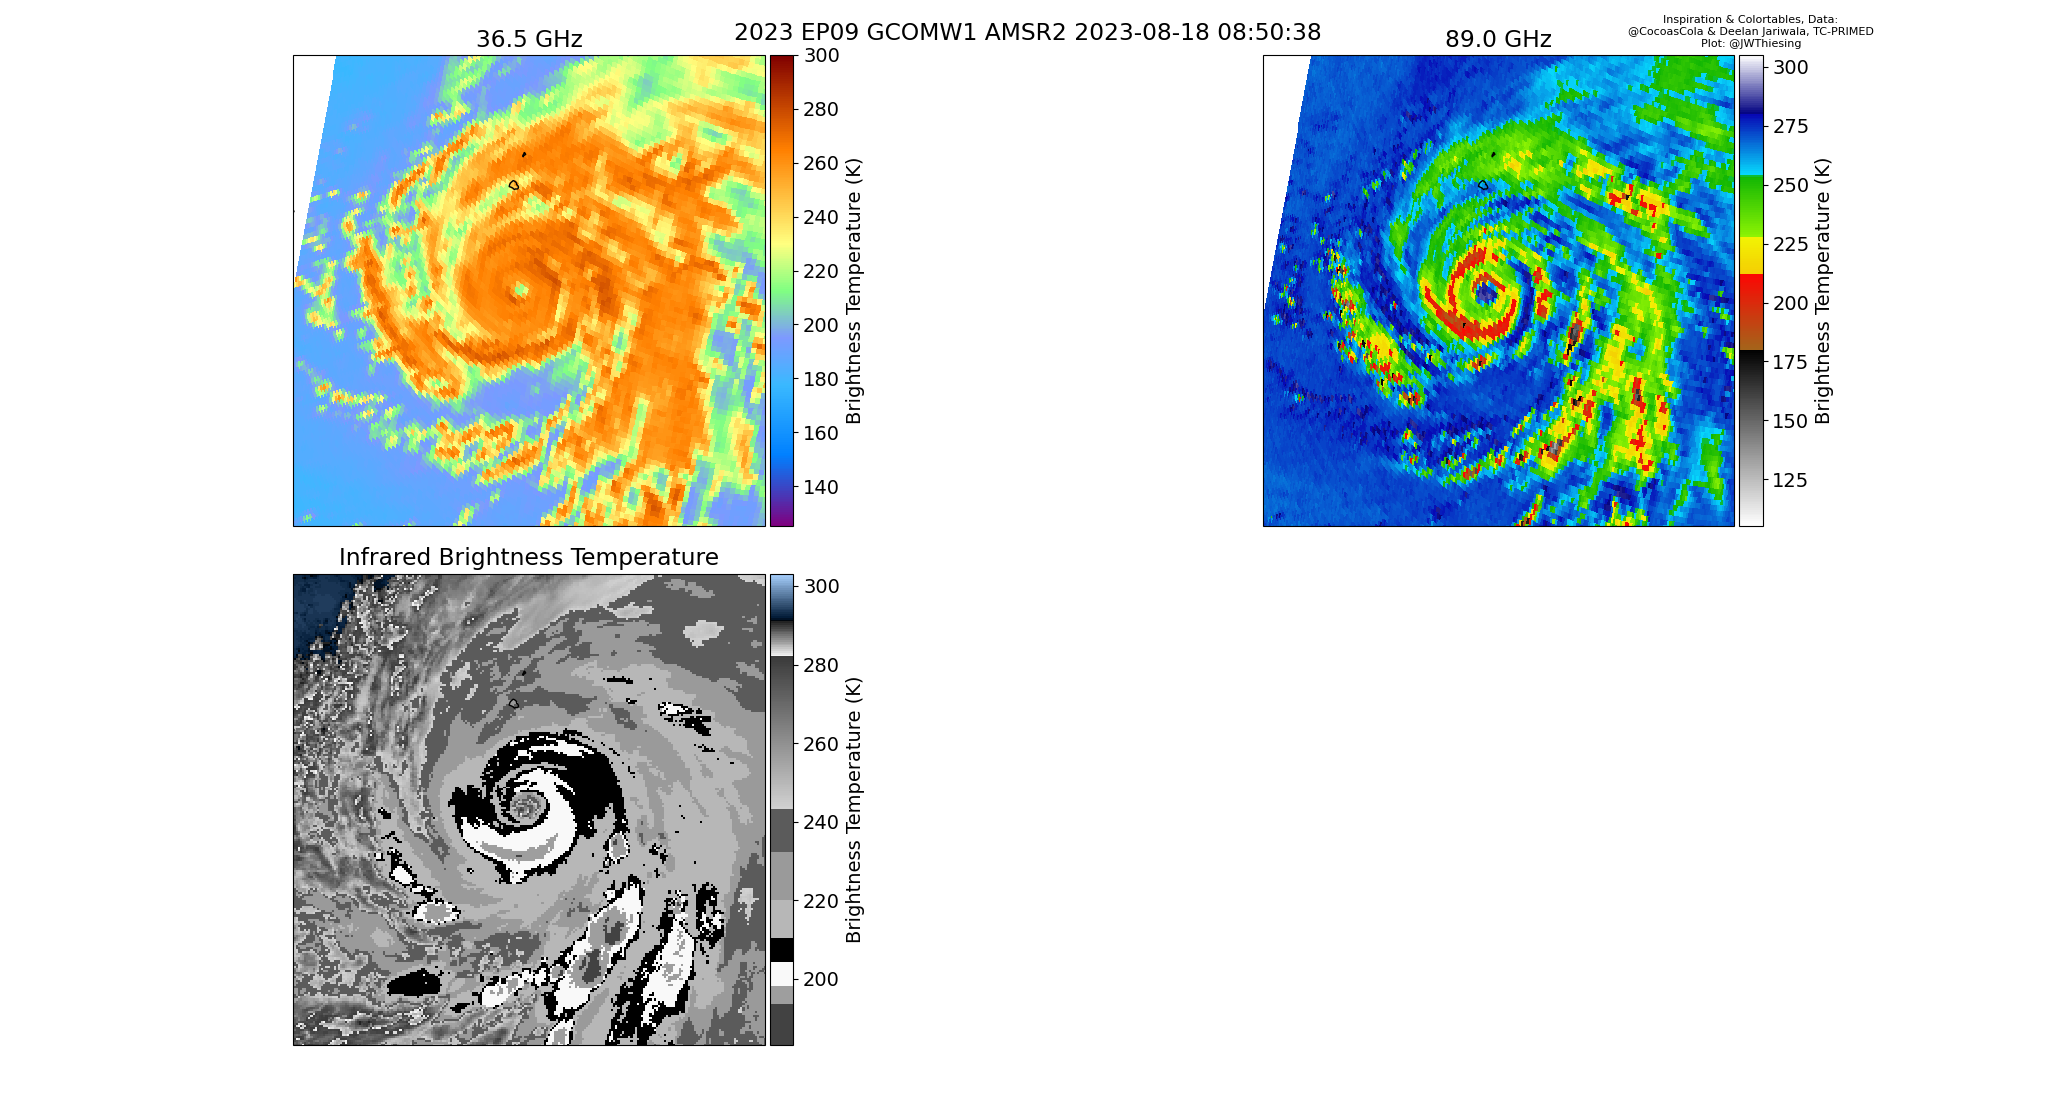 2023 EP09 GCOMW1 AMSR2 2023-08-18 08:50:38
Inspiration & Colortables, Data:
@CocoasCola & Deelan Jariwala, TC-PRIMED
Plot: @JWThiesing
36.5 GHz
300
280
260
240
220
200
180
160
140
Brightness Temperature (K)
89.0 GHz
300
275
250
225
200
175
150
125
Brightness Temperature (K)
Infrared Brightness Temperature
300
280
260
240
220
200
Brightness Temperature (K)